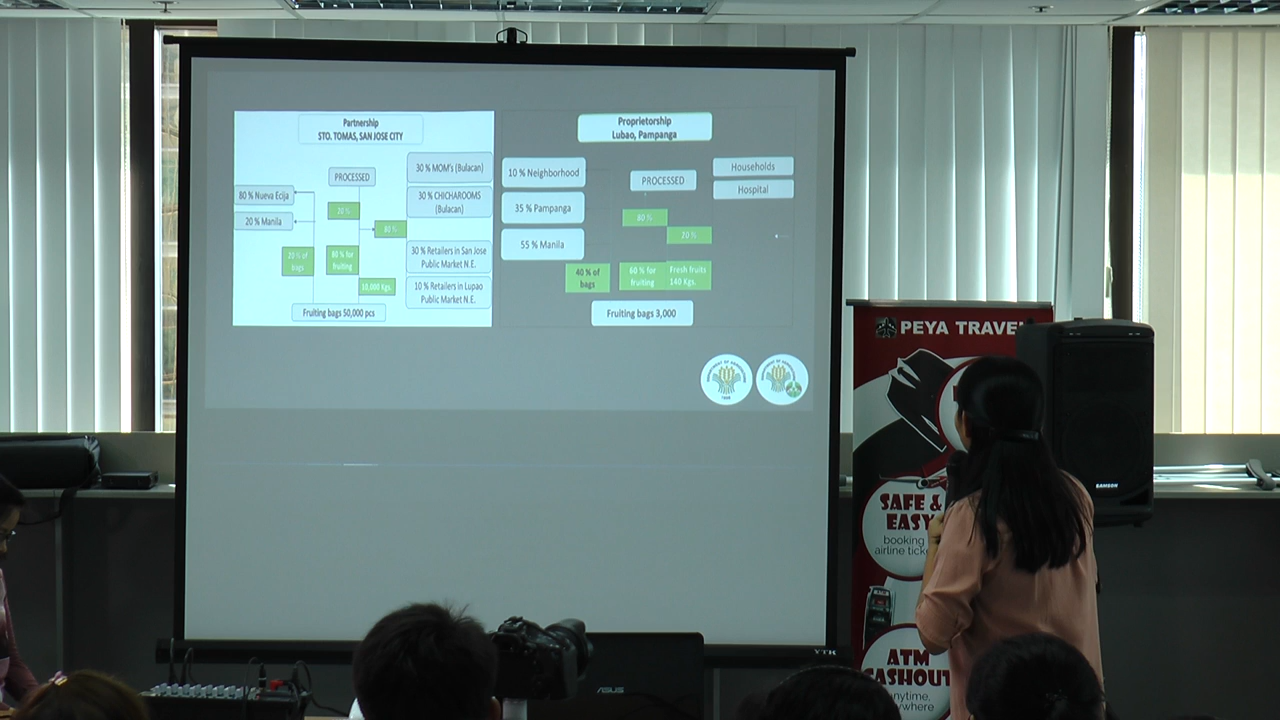 Partnership
STO. TOMAS, SAN JOSE CITY
PROCESSED
80 % Nueva Ecija
20 % Manila
20 %
80 %
20 % of
bags
80 % for
fruiting
10,000 Kgs.
30 % MOM's (Bulacan)
30 % CHICHAROOMS
(Bulacan)
30 % Retailers in San Jose
Public Market N.E.
10 % Retailers in Lupao
Public Market N.E.
Fruiting bags 50,000 pcs
Proprietorship
Lubao, Pampanga
10 % Neighborhood
35 % Pampanga
55 % Manila
PROCESSED
Households
Hospital
80 %
20 %
40 % of
bags
60 % for
fruiting
Fresh fruits
140 Kgs.
Fruiting bags 3,000
PEYA TRAVEL
SAFE &
EASY
booking
airline
ATM
CASHOUT
SAMSON
ASUS